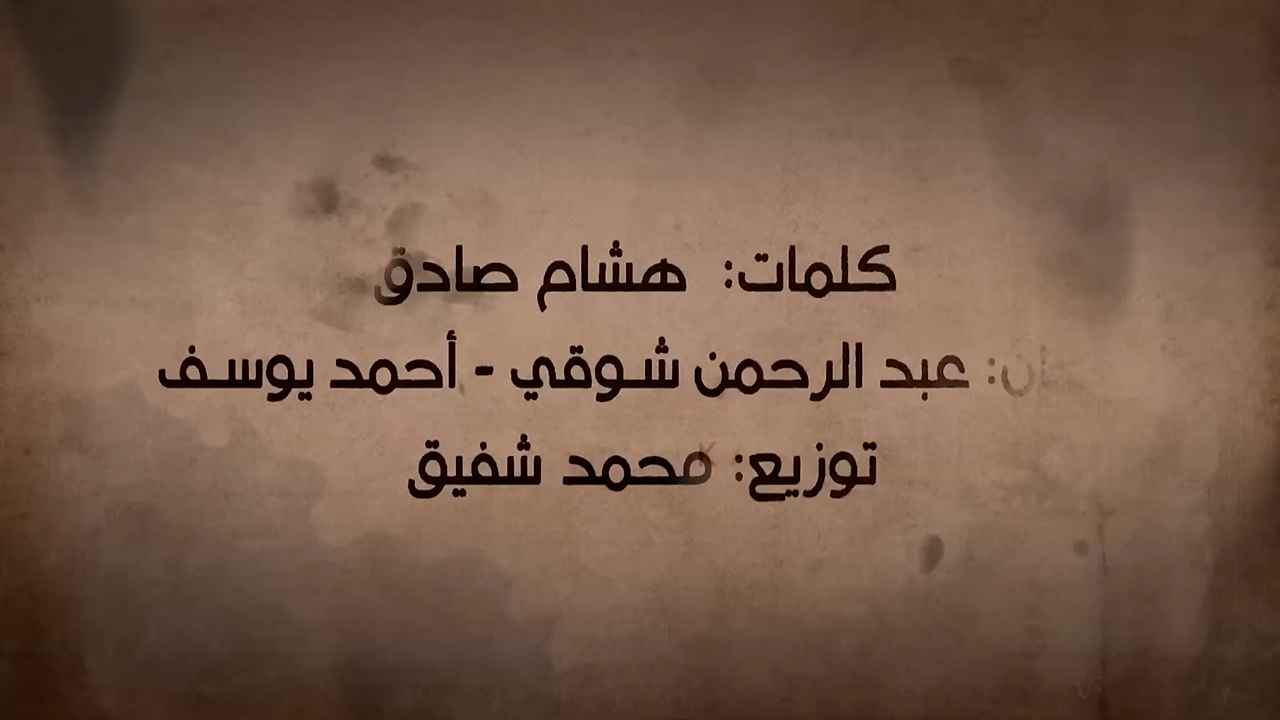 كلمات: هشام صادق
عبد الرحمن شوقي - أحمد يوسف
توزيع: محمد شفيق